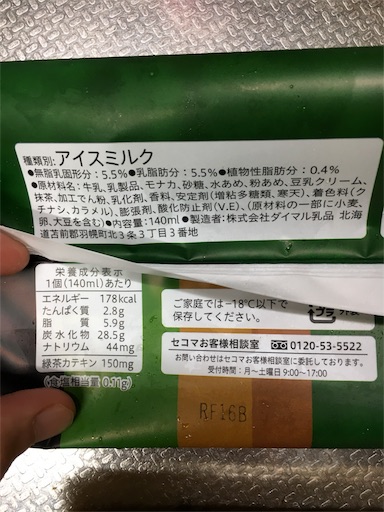 種類別:アイスミルク
●無脂乳固形分：5.5%●乳脂肪分：5.5%●植物性脂肪分：0.4%
●原材料名：牛乳、乳製品、モナカ、砂糖、水あめ、粉あめ、豆乳クリーム、
抹茶、加工でん粉、乳化剤、香料、安定剤(増粘多糖類、寒天)、着色料(ク
チナシ、カラメル)、膨張剤、酸化防止剤(V.E)、(原材料の一部に小麦、
卵、大豆を含む)●内容量：140ml●製造者：株式会社ダイマル乳品 北海
道苫前郡羽幌町北3条3丁目3番地
栄養成分表示
1個(140ml)あたり
エネルギー 178kcal
たんぱく質 2.8g
脂質 5.9g
炭水化物 28.5g
ナトリウム 44mg
緑茶カテキン 150mg
(食塩相当量 0.11g)
ご家庭では-18℃以下で
保存してください。
プラ
セコマお客様相談室 0120-53-5522
お問い合わせはセコマお客様相談室に委託しております。
受付時間：月〜土曜日 9:00〜17:00
RF16B